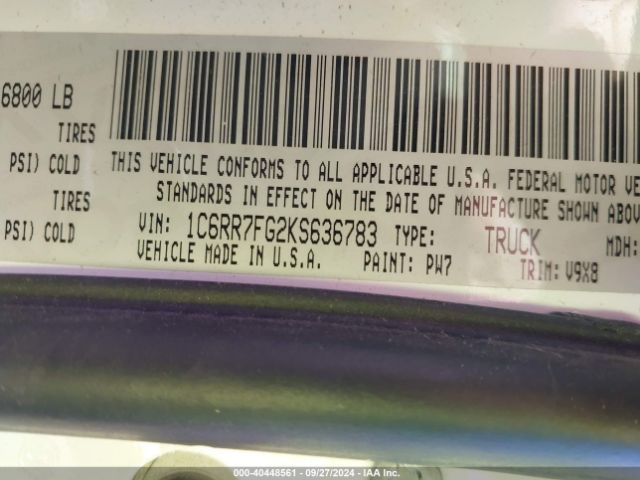 6800 LB
TIRES
PSI) COLD THIS VEHICLE CONFORMS TO ALL APPLICABLE U.S.A. FEDERAL MOTOR VE
TIRES STANDARDS IN EFFECT ON THE DATE OF MANUFACTURE SHOWN ABOV
PSI) COLD VIN: 1C6RR7FG2KS636783 TYPE: TRUCK MDH:
VEHICLE MADE IN U.S.A. PAINT: PW7 TRIM: V9X8
000-40448561 - 09/27/2024 - IAA Inc.